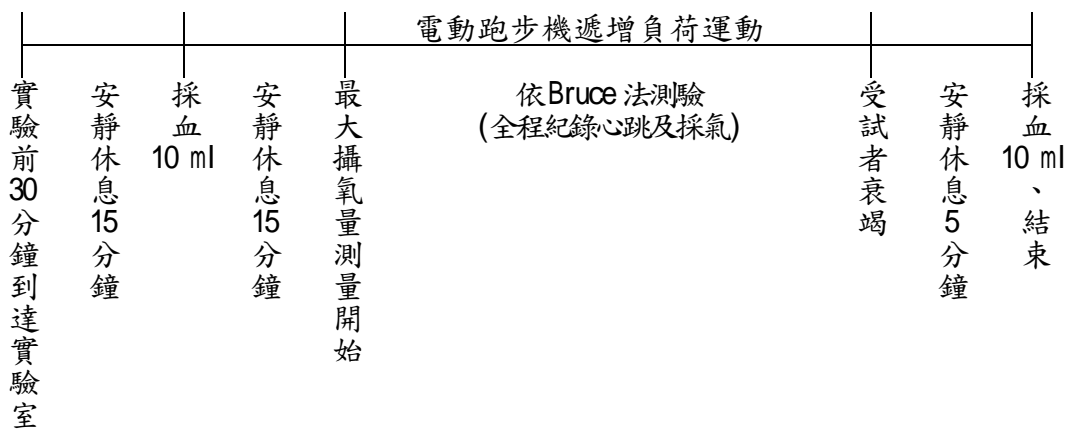 電動跑步機遞增負荷運動
實驗前30分鐘到達實驗室
安靜休息15分鐘
採血10 ml
安靜休息15分鐘
最大攝氧量測量開始
依Bruce 法測驗
(全程紀錄心跳及採氣)
受試者衰竭
安靜休息5分鐘
採血10 ml、結束